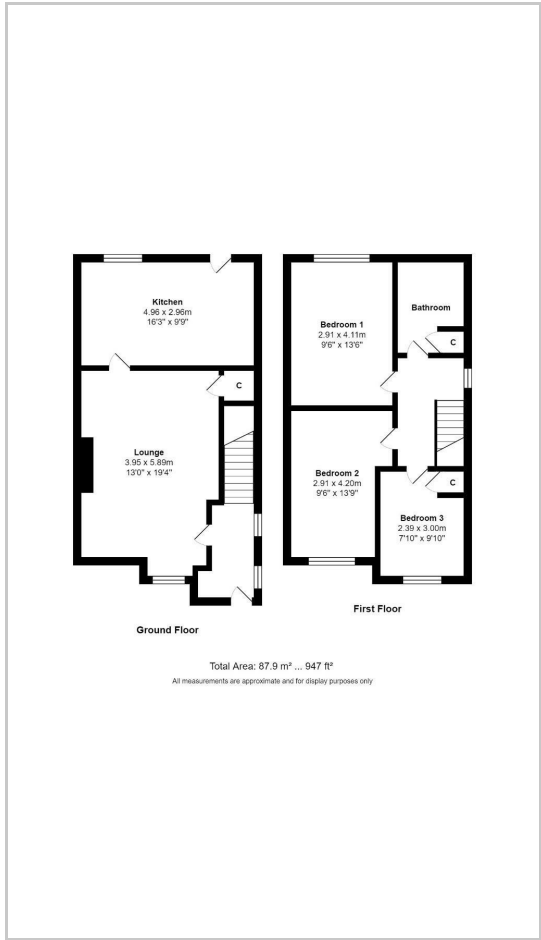 Kitchen
4.96 x 2.96m
16'3" x 9'9"
C
Lounge
3.95 x 5.89m
13'0" x 19'4"
Ground Floor
Bedroom 1
2.91 x 4.11m
9'6" x 13'6"
Bathroom
C
Bedroom 2
2.91 x 4.20m
9'6" x 13'9"
C
Bedroom 3
2.39 x 3.00m
7'10" x 9'10"
First Floor
Total Area: 87.9 m² ... 947 ft²
All measurements are approximate and for display purposes only